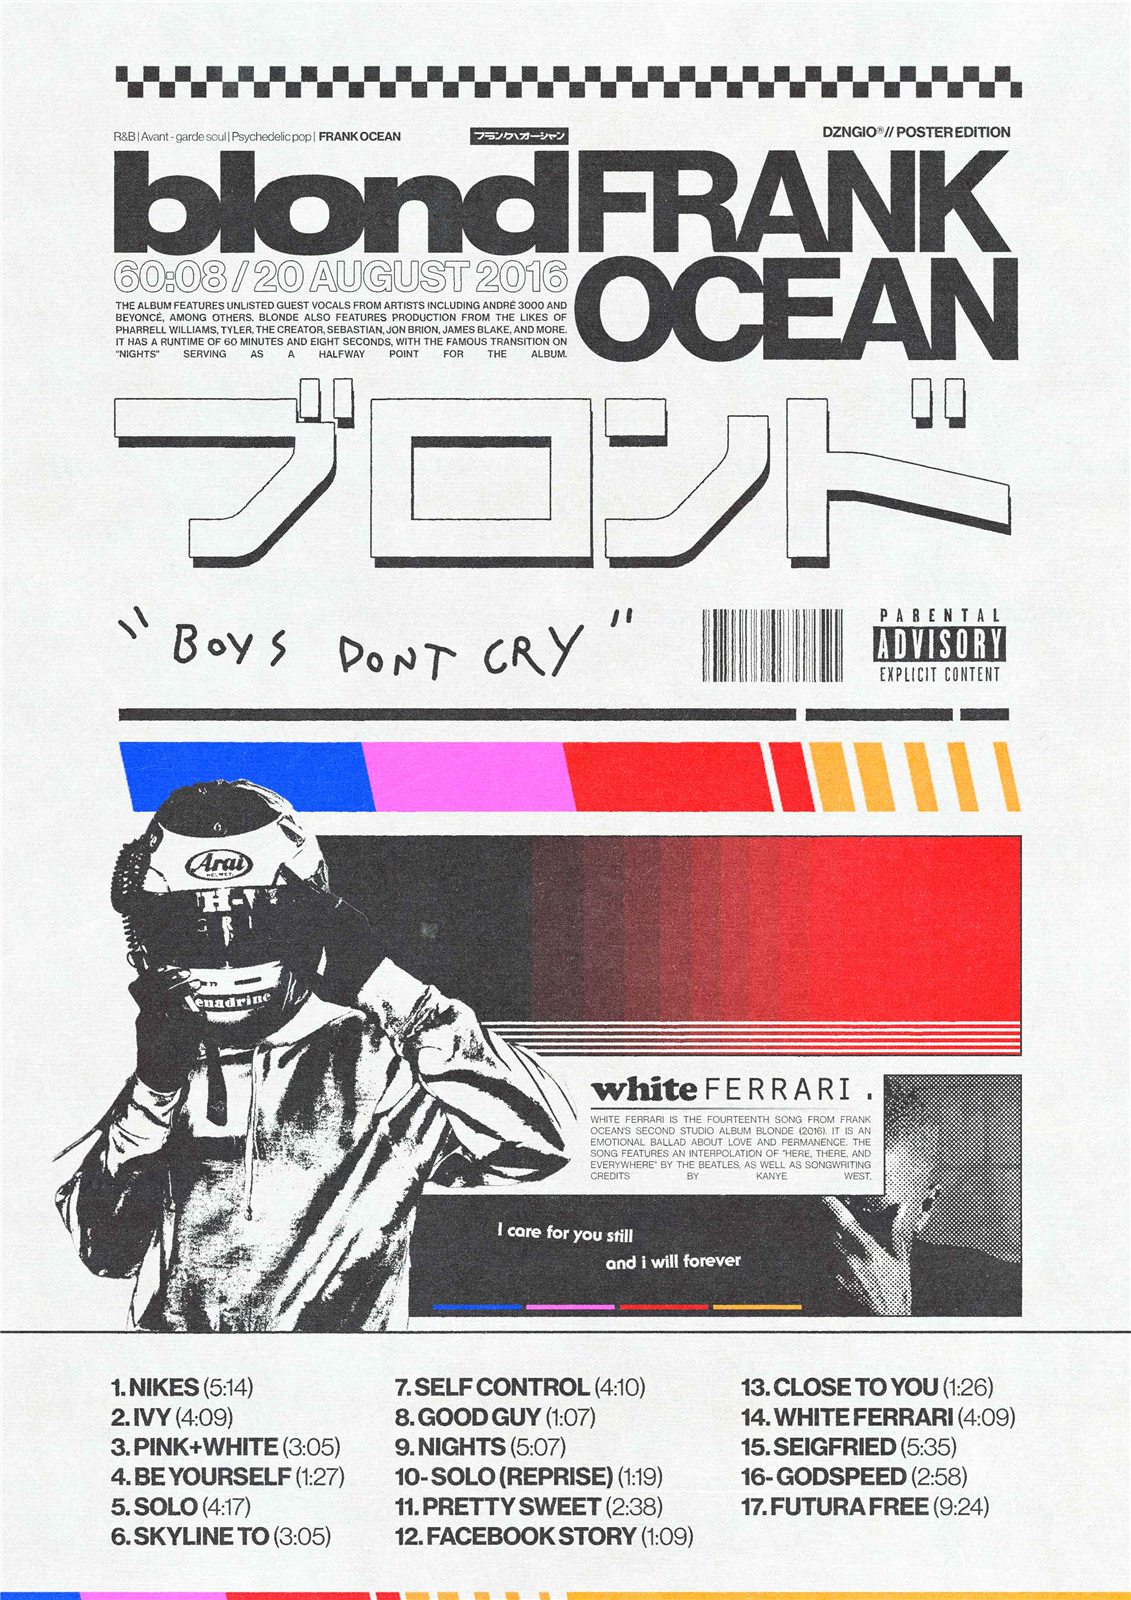 R&B | Avant - garde soul | Psychedelic pop | FRANK OCEAN
フランク\オーシャン
DZNGIO® // POSTER EDITION
blond
FRANK
OCEAN
60:08 / 20 AUGUST 2016
THE ALBUM FEATURES UNLISTED GUEST VOCALS FROM ARTISTS INCLUDING ANDRÉ 3000 AND
BEYONCÉ, AMONG OTHERS. BLONDE ALSO FEATURES PRODUCTION FROM THE LIKES OF
PHARRELL WILLIAMS, TYLER, THE CREATOR, SEBASTIAN, JON BRION, JAMES BLAKE, AND MORE.
IT HAS A RUNTIME OF 60 MINUTES AND EIGHT SECONDS, WITH THE FAMOUS TRANSITION ON
"NIGHTS" SERVING AS A HALFWAY POINT FOR THE ALBUM.
ブロンド
"BOYS DONT CRY"
PARENTAL
ADVISORY
EXPLICIT CONTENT
Arai
HELMET
enadrine
white FERRARI .
WHITE FERRARI IS THE FOURTEENTH SONG FROM FRANK
OCEAN'S SECOND STUDIO ALBUM BLONDE (2016). IT IS AN
EMOTIONAL BALLAD ABOUT LOVE AND PERMANENCE. THE
SONG FEATURES AN INTERPOLATION OF "HERE, THERE, AND
EVERYWHERE" BY THE BEATLES, AS WELL AS SONGWRITING
CREDITS BY KANYE WEST.
I care for you still
and i will forever
1. NIKES (5:14)
2. IVY (4:09)
3. PINK+WHITE (3:05)
4. BE YOURSELF (1:27)
5. SOLO (4:17)
6. SKYLINE TO (3:05)
7. SELF CONTROL (4:10)
8. GOOD GUY (1:07)
9. NIGHTS (5:07)
10- SOLO (REPRISE) (1:19)
11. PRETTY SWEET (2:38)
12. FACEBOOK STORY (1:09)
13. CLOSE TO YOU (1:26)
14. WHITE FERRARI (4:09)
15. SEIGFRIED (5:35)
16- GODSPEED (2:58)
17. FUTURA FREE (9:24)